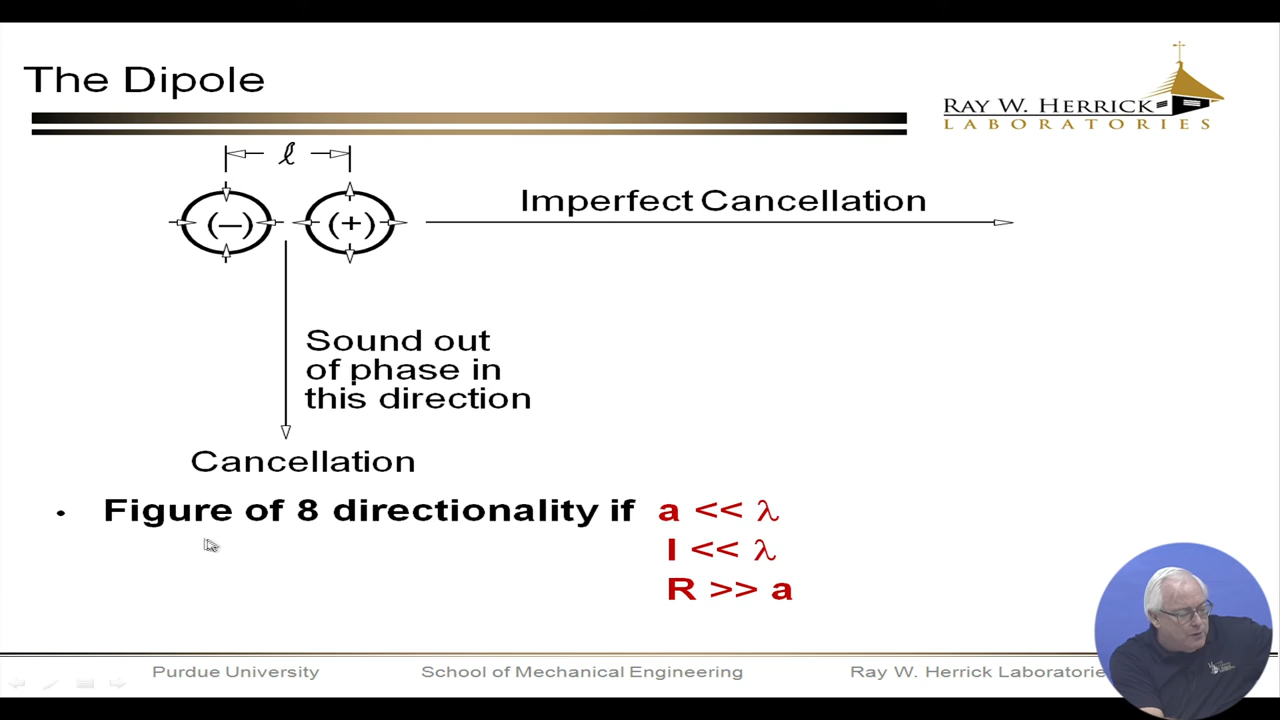 The Dipole
RAY W. HERRICK
LABORATORIES
ℓ
(−) (+)
Imperfect Cancellation
Sound out
of phase in
this direction
Cancellation
• Figure of 8 directionality if a << λ
l << λ
R >> a
Purdue University School of Mechanical Engineering Ray W. Herrick Laboratorie